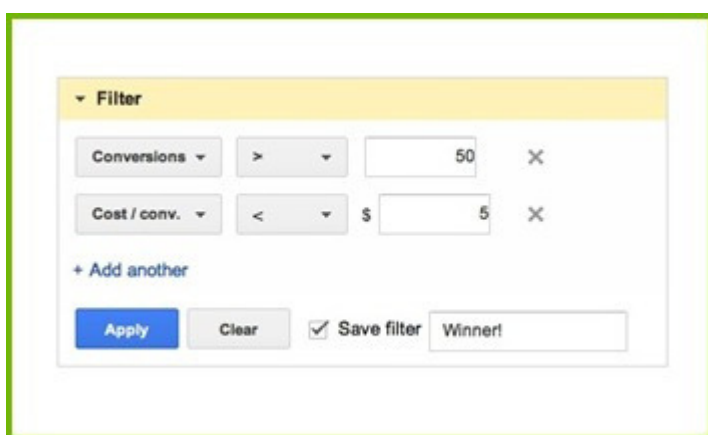 Filter
Conversions > 50
Cost / conv. < $ 5
+ Add another
Apply Clear Save filter Winner!